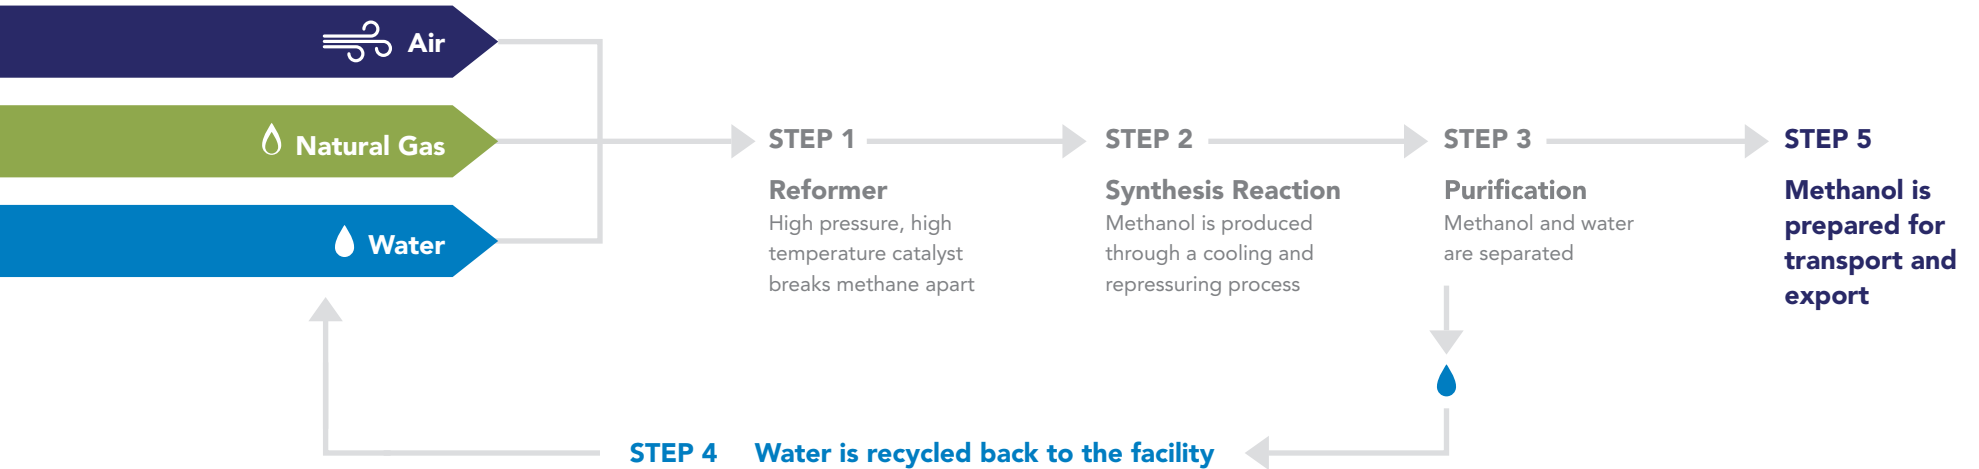 Air
Natural Gas
Water
STEP 1
Reformer
High pressure, high
temperature catalyst
breaks methane apart
STEP 2
Synthesis Reaction
Methanol is produced
through a cooling and
repressuring process
STEP 3
Purification
Methanol and water
are separated
STEP 5
Methanol is
prepared for
transport and
export
STEP 4 Water is recycled back to the facility